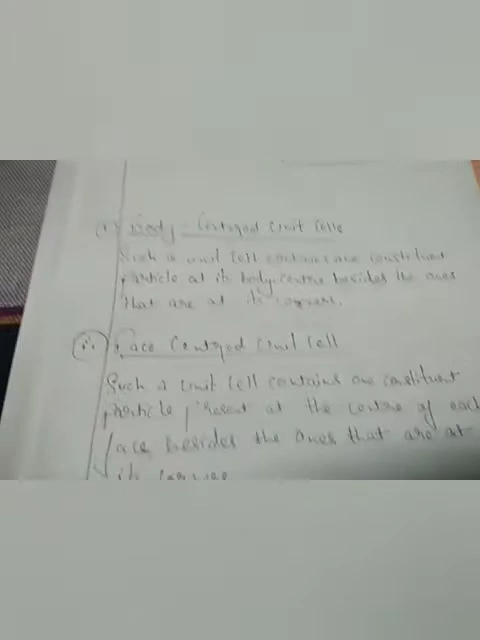 (i) Body-Centred Unit Cells
Such a unit cell contains one constituent
particle at its body centre besides the ones
that are at its corners.
(ii) Face Centred Unit Cell
Such a unit cell contains one constituent
particle present at the centre of each
face, besides the ones that are at
its corners